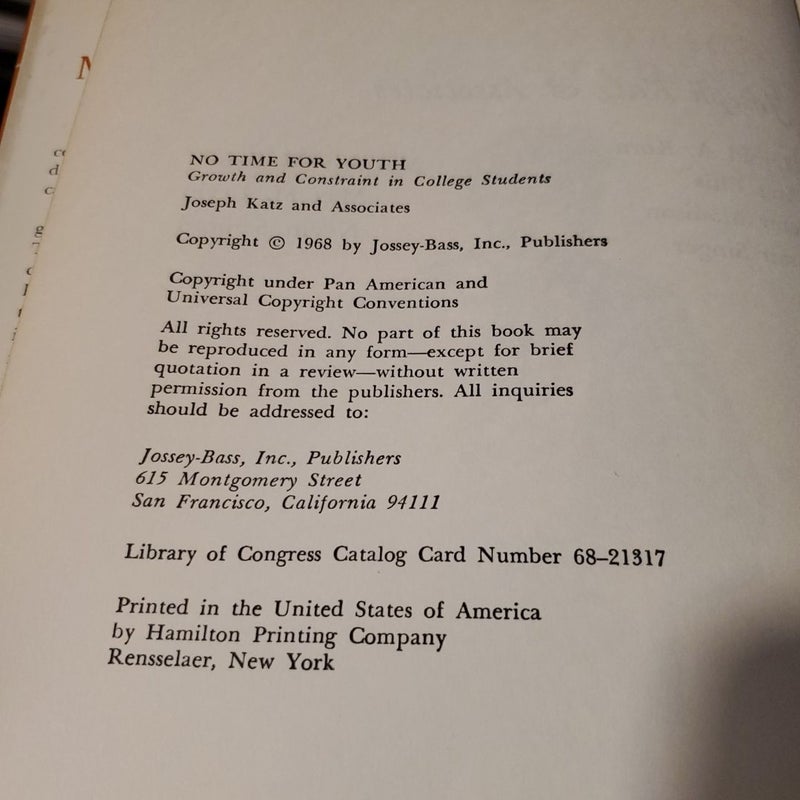 NO TIME FOR YOUTH
Growth and Constraint in College Students
Joseph Katz and Associates
Copyright © 1968 by Jossey-Bass, Inc., Publishers
Copyright under Pan American and
Universal Copyright Conventions
All rights reserved. No part of this book may
be reproduced in any form—except for brief
quotation in a review—without written
permission from the publishers. All inquiries
should be addressed to:
Jossey-Bass, Inc., Publishers
615 Montgomery Street
San Francisco, California 94111
Library of Congress Catalog Card Number 68–21317
Printed in the United States of America
by Hamilton Printing Company
Rensselaer, New York